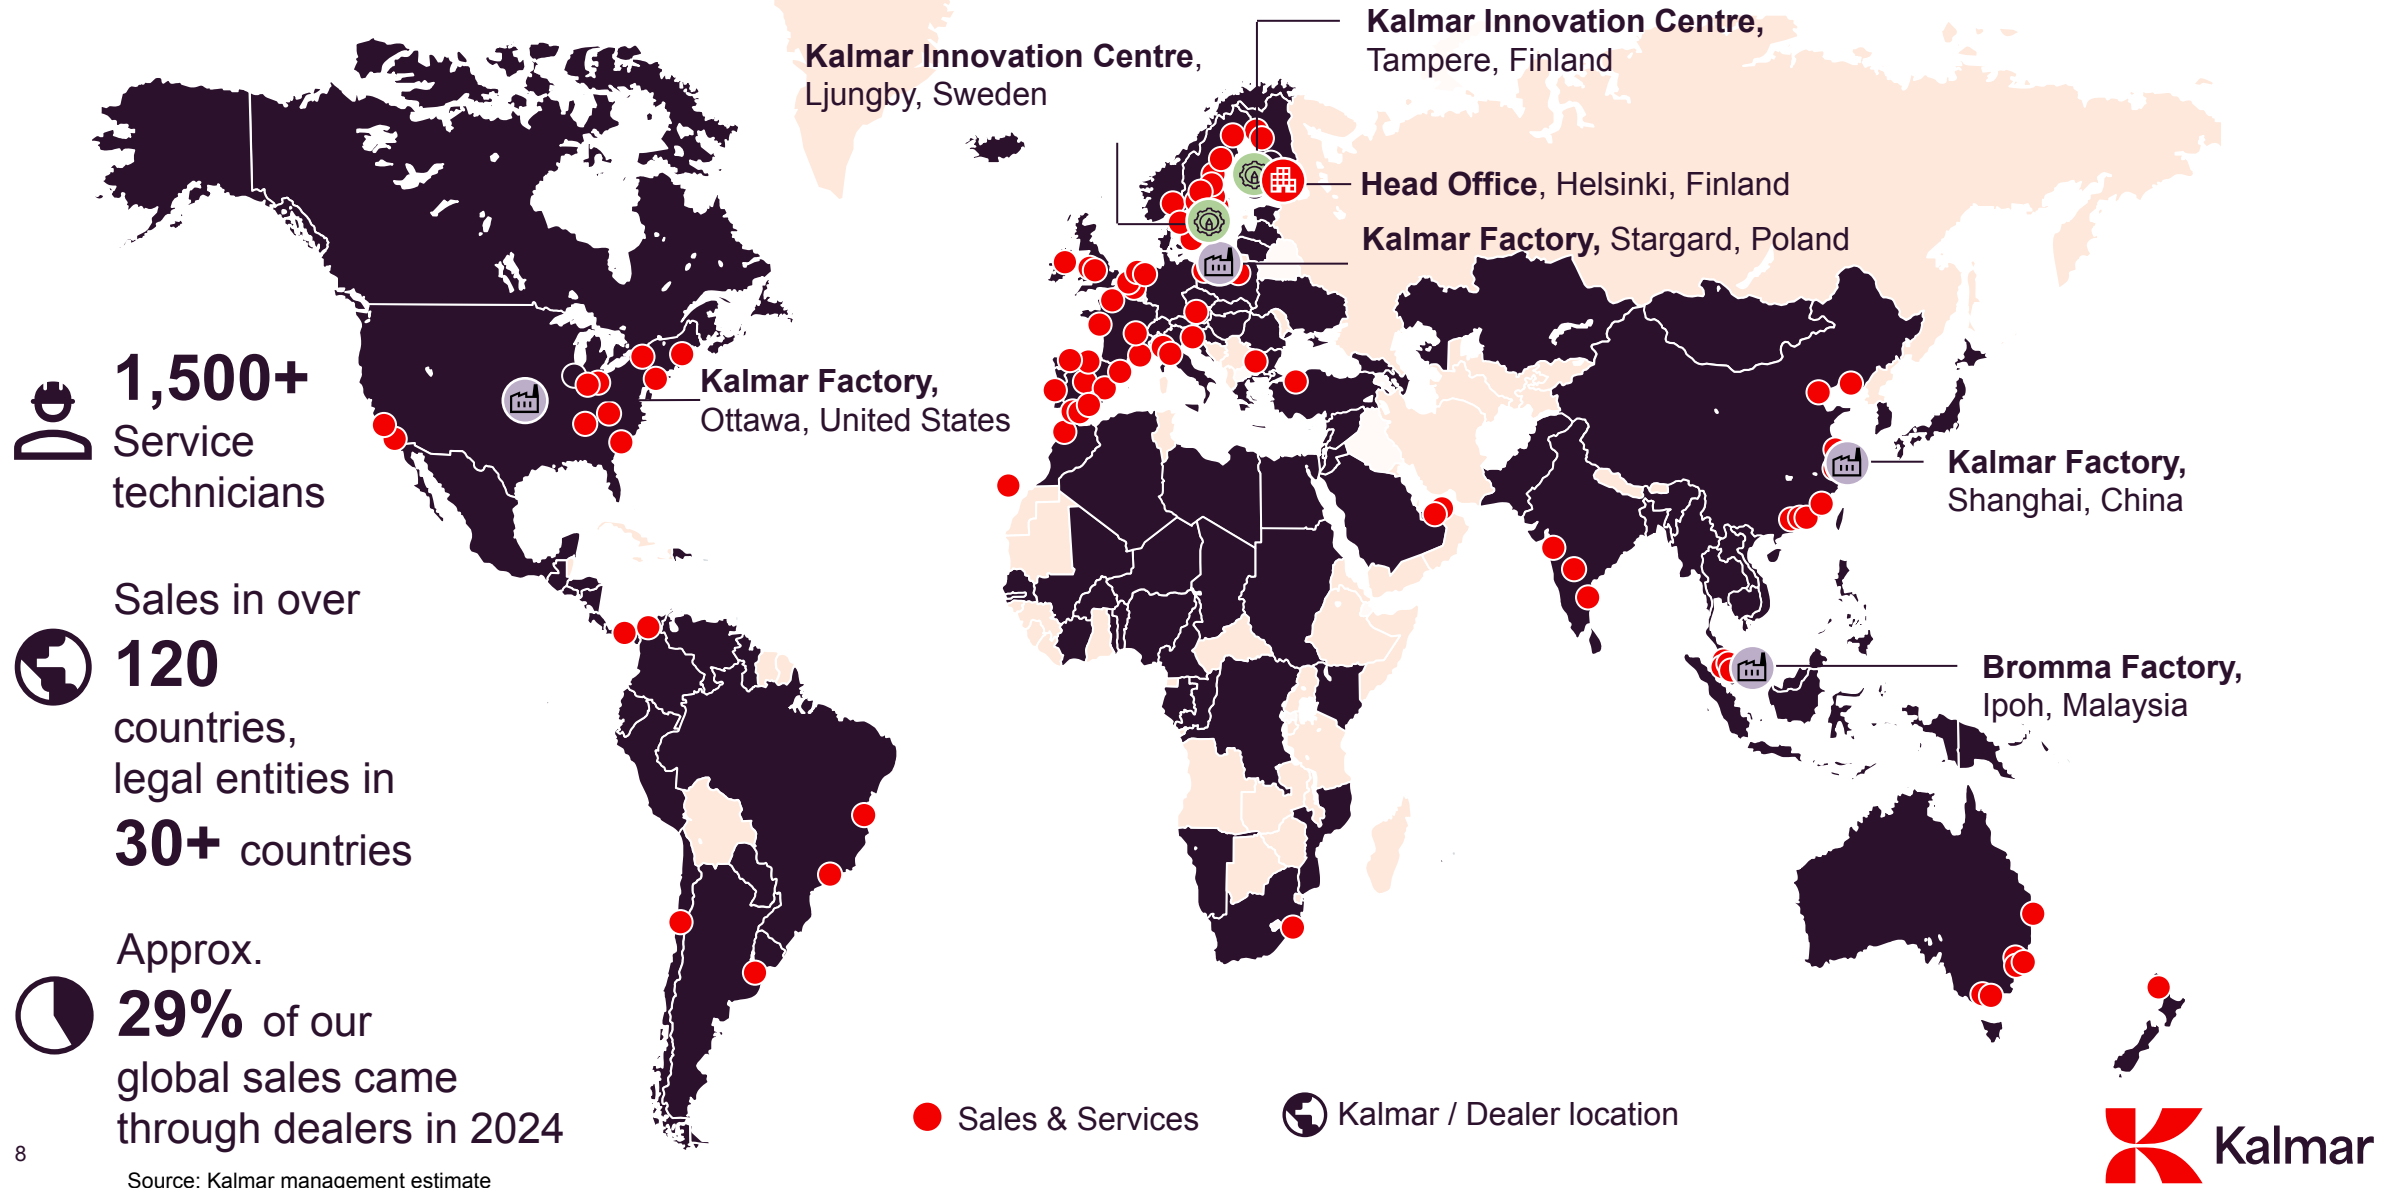 Kalmar Innovation Centre,
Tampere, Finland
Kalmar Innovation Centre,
Ljungby, Sweden
Head Office, Helsinki, Finland
Kalmar Factory, Stargard, Poland
1,500+
Service
technicians
Kalmar Factory,
Ottawa, United States
Kalmar Factory,
Shanghai, China
Sales in over
120
countries,
legal entities in
30+ countries
Bromma Factory,
Ipoh, Malaysia
Approx.
29% of our
global sales came
through dealers in 2024
Sales & Services
Kalmar / Dealer location
Kalmar
8
Source: Kalmar management estimate